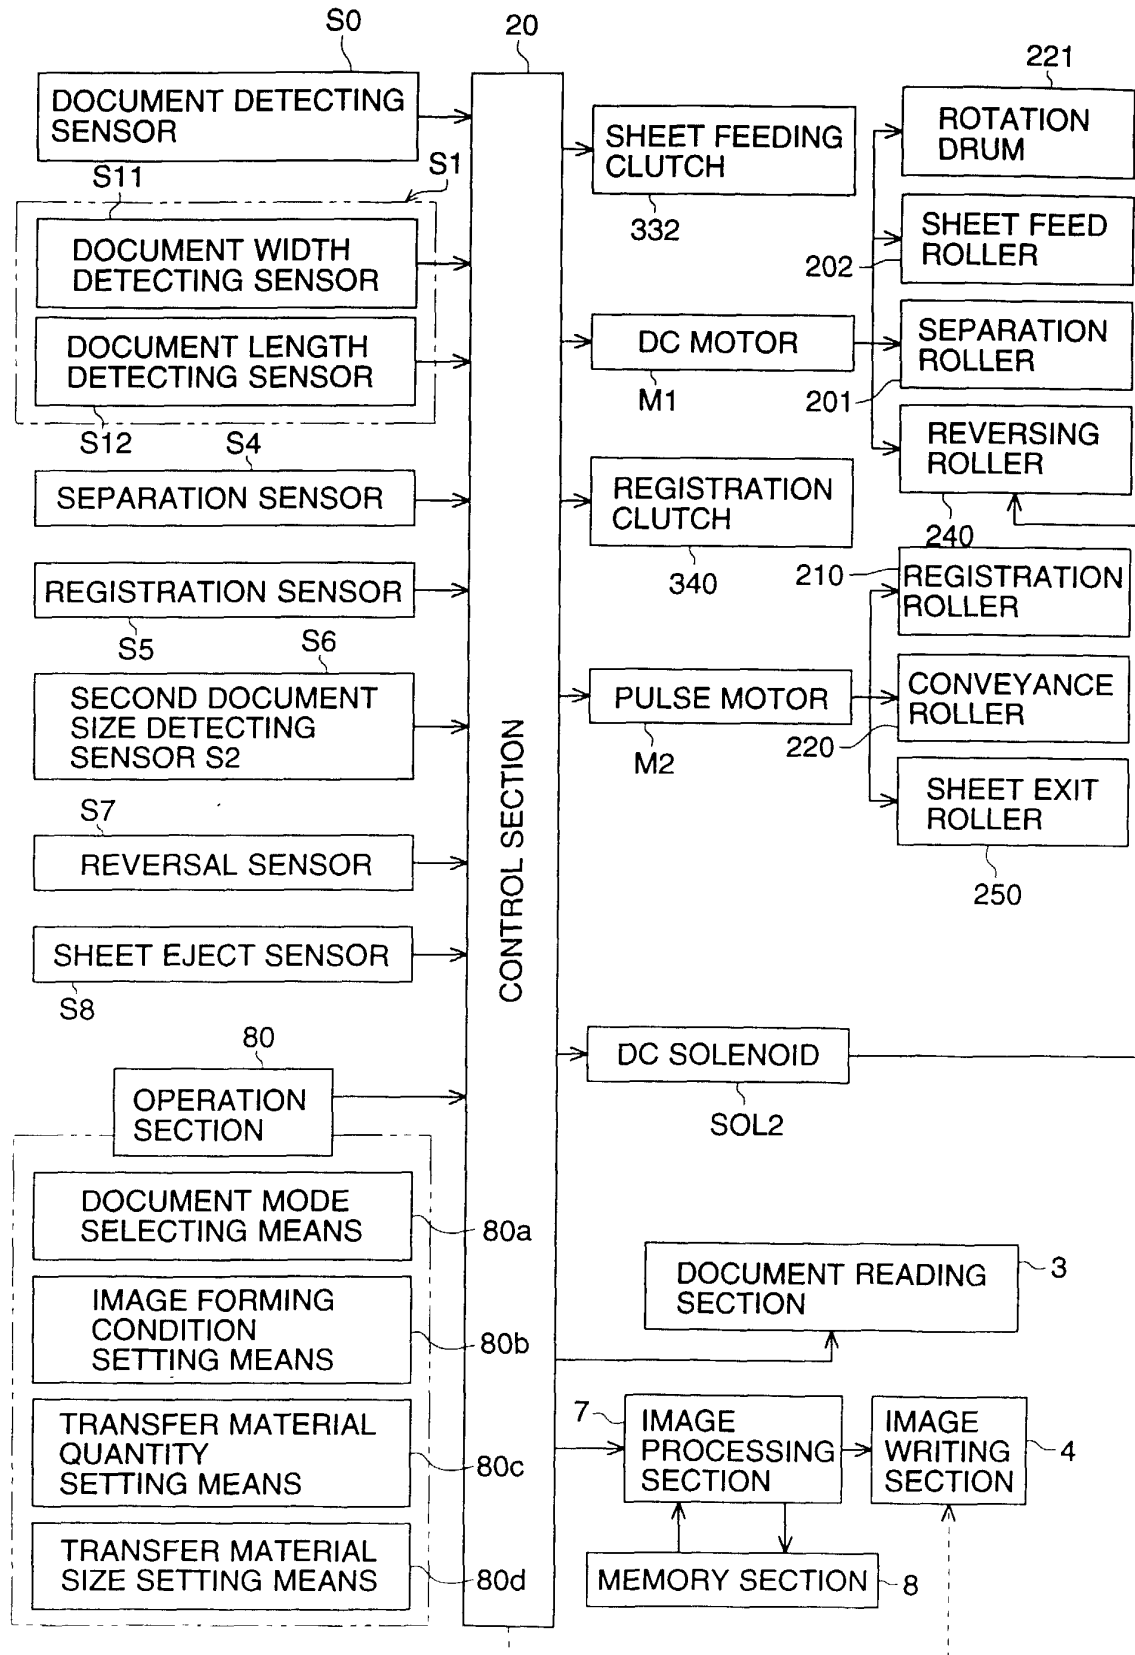 S0
20
221
DOCUMENT DETECTING
SENSOR
S11
S1
DOCUMENT WIDTH
DETECTING SENSOR
DOCUMENT LENGTH
DETECTING SENSOR
S12
S4
SEPARATION SENSOR
REGISTRATION SENSOR
S5
S6
SECOND DOCUMENT
SIZE DETECTING
SENSOR S2
S7
REVERSAL SENSOR
SHEET EJECT SENSOR
S8
80
OPERATION
SECTION
DOCUMENT MODE
SELECTING MEANS
80a
IMAGE FORMING
CONDITION
SETTING MEANS
80b
TRANSFER MATERIAL
QUANTITY
SETTING MEANS
80c
TRANSFER MATERIAL
SIZE SETTING MEANS
80d
CONTROL SECTION
SHEET FEEDING
CLUTCH
332
DC MOTOR
M1
REGISTRATION
CLUTCH
340
PULSE MOTOR
M2
DC SOLENOID
SOL2
ROTATION
DRUM
SHEET FEED
ROLLER
202
SEPARATION
ROLLER
201
REVERSING
ROLLER
240
210
REGISTRATION
ROLLER
CONVEYANCE
ROLLER
220
SHEET EXIT
ROLLER
250
DOCUMENT READING
SECTION
3
7
IMAGE
PROCESSING
SECTION
IMAGE
WRITING
SECTION
4
MEMORY SECTION
8